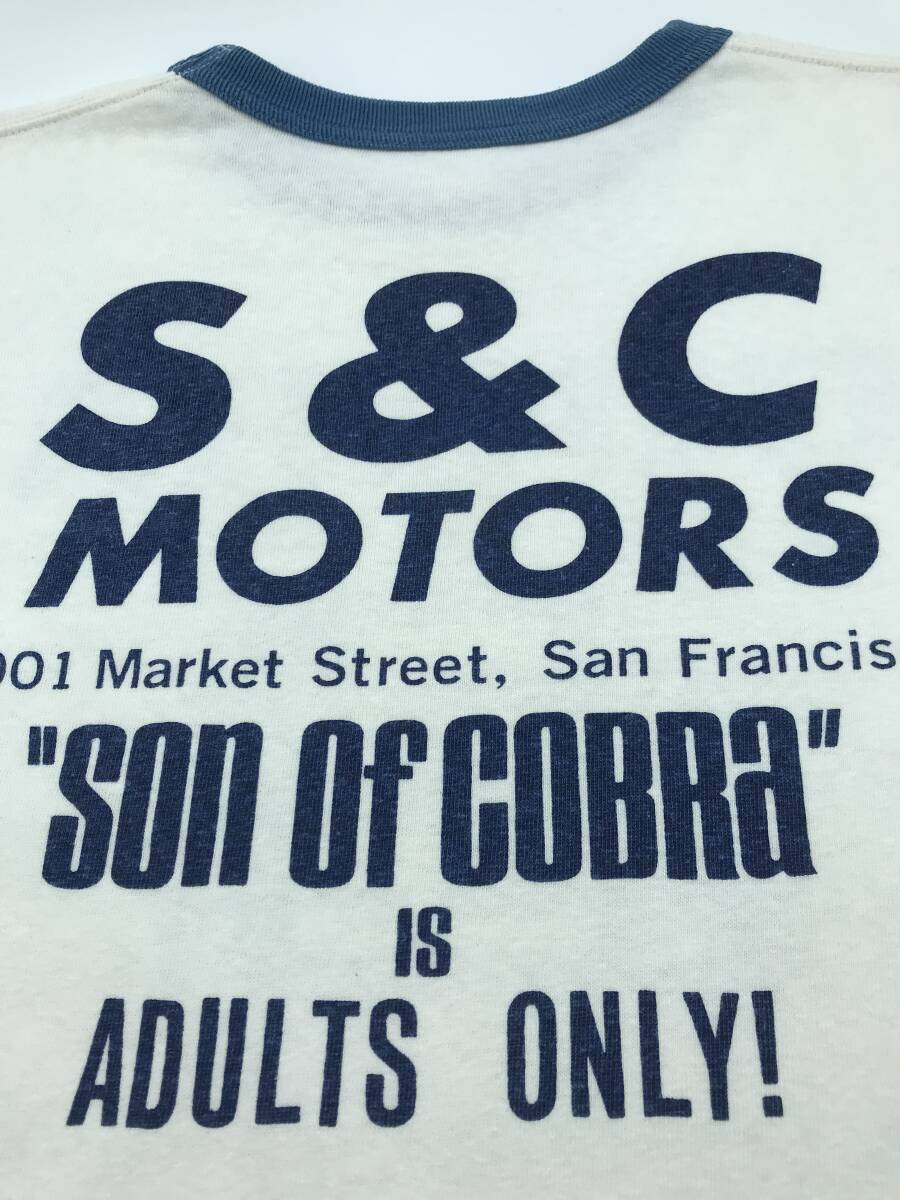 S & C
MOTORS
001 Market Street, San Francis
"Son of COBRa"
IS
ADULTS ONLY!